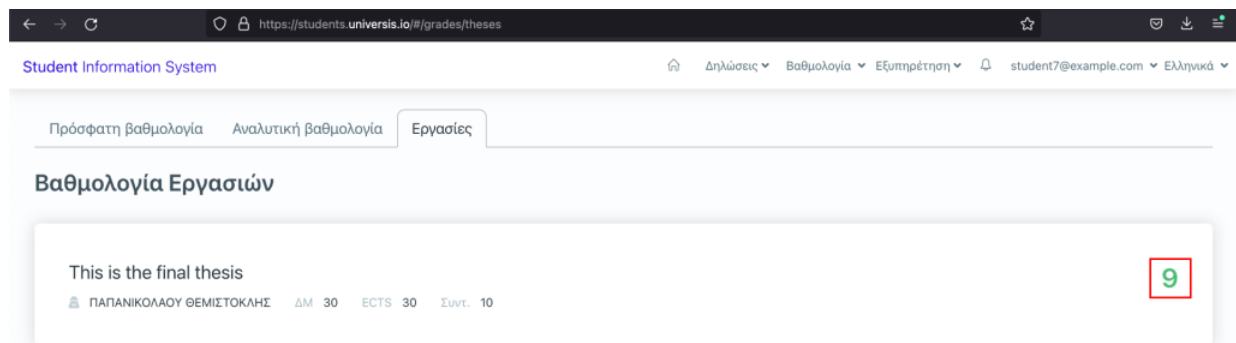 https://students.universis.io/#/grades/theses
Student Information System Δηλώσεις Βαθμολογία Εξυπηρέτηση student7@example.com Ελληνικά
Πρόσφατη βαθμολογία Αναλυτική βαθμολογία Εργασίες
Βαθμολογία Εργασιών
This is the final thesis 9
ΠΑΠΑΝΙΚΟΛΑΟΥ ΘΕΜΙΣΤΟΚΛΗΣ ΔΜ 30 ECTS 30 Συντ. 10